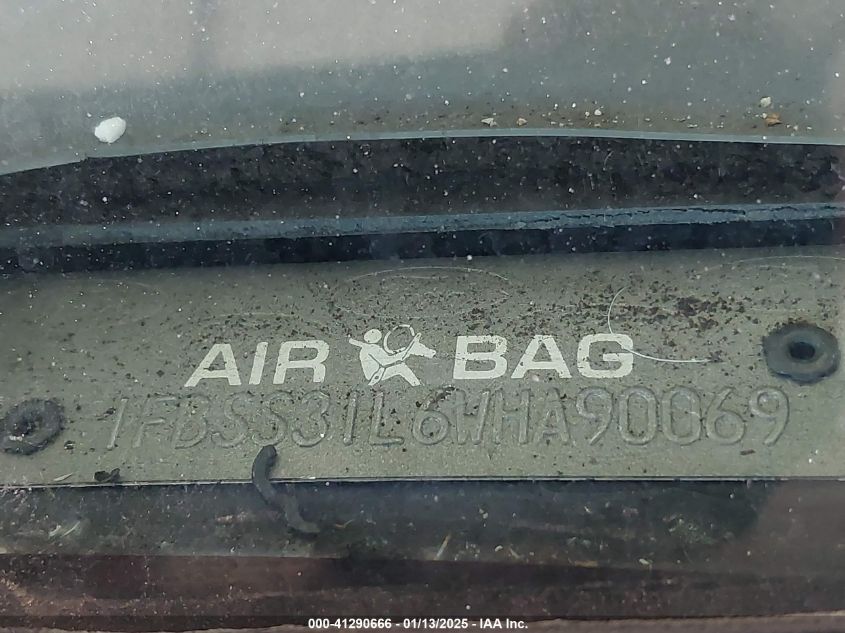 AIR BAG
1FBSS31L6WHA90069
000-41290666 - 01/13/2025 - IAA Inc.